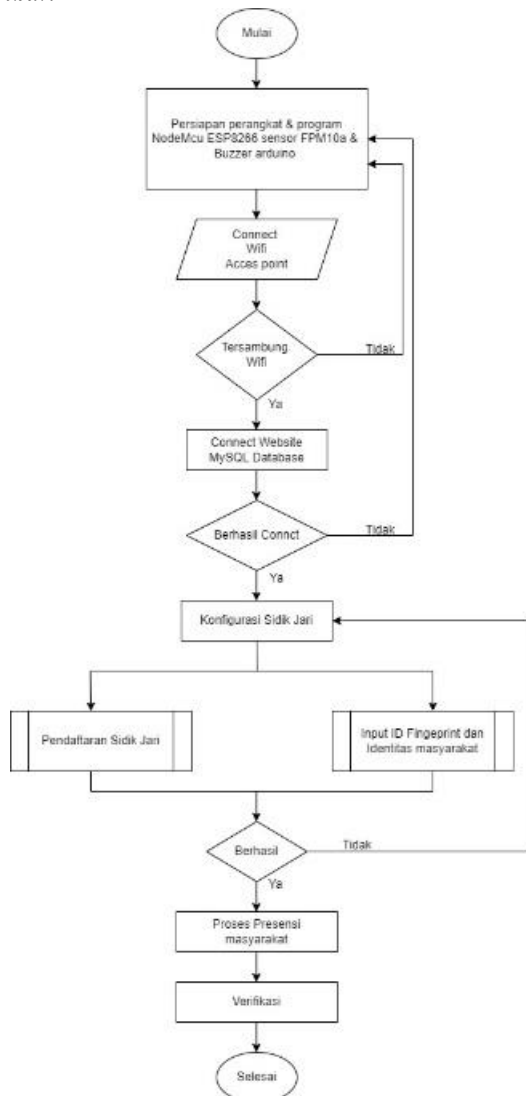 Mulai
Persiapan perangkat & program
NodeMcu ESP8266 sensor FPM10a &
Buzzer arduino
Connect
Wifi
Acces point
Tersambung
Wifi
Tidak
Ya
Connect Website
MySQL Database
Berhasil Connct
Tidak
Ya
Konfigurasi Sidik Jari
Pendaftaran Sidik Jari
Input ID Fingeprint dan
Identitas masyarakat
Berhasil
Tidak
Ya
Proses Presensi
masyarakat
Verifikasi
Selesai